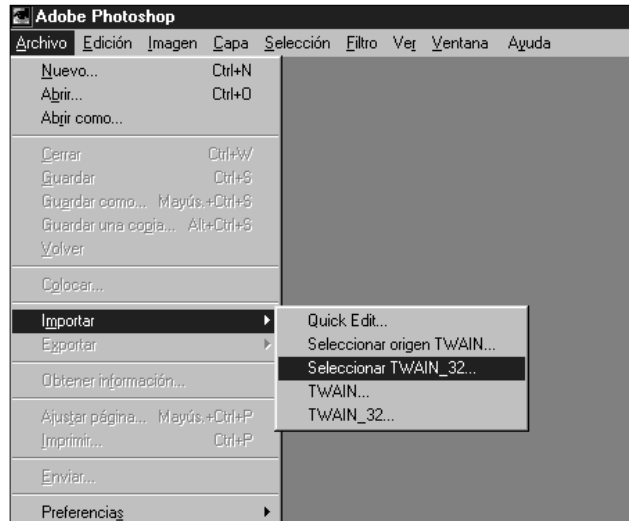 Adobe Photoshop
Archivo Edición Imagen Capa Selección Filtro Ver Ventana Ayuda
Nuevo... Ctrl+N
Abrir... Ctrl+O
Abrir como...
Cerrar Ctrl+W
Guardar Ctrl+S
Guardar como... Mayús.+Ctrl+S
Guardar una copia... Alt+Ctrl+S
Volver
Colocar...
Importar
Quick Edit...
Exportar
Seleccionar origen TWAIN...
Seleccionar TWAIN_32...
Obtener información...
TWAIN...
Ajustar página... Mayús.+Ctrl+P
TWAIN_32...
Imprimir... Ctrl+P
Enviar...
Preferencias